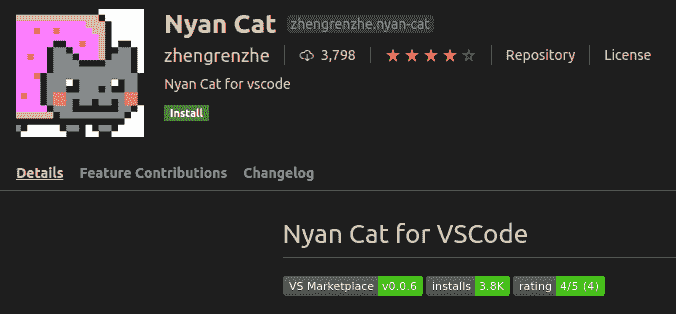 Nyan Cat zhengrenzhe.nyan-cat
zhengrenzhe 3,798 Repository License
Nyan Cat for vscode
Install
Details Feature Contributions Changelog
Nyan Cat for VSCode
VS Marketplace v0.0.6 installs 3.8K rating 4/5 (4)